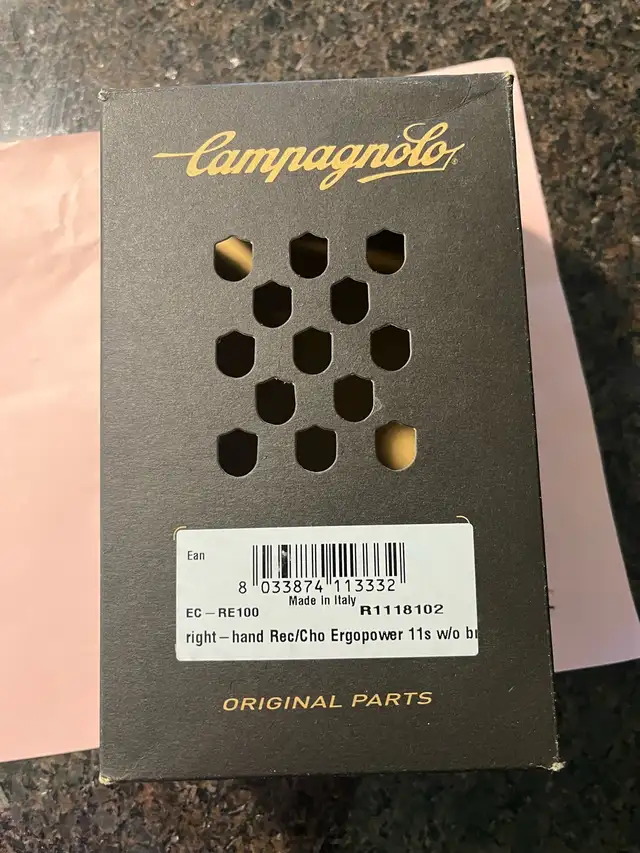 Campagnolo®
Ean
8 033874 113332
Made in Italy
EC-RE100 R1118102
right-hand Rec/Cho Ergopower 11s w/o
ORIGINAL PARTS